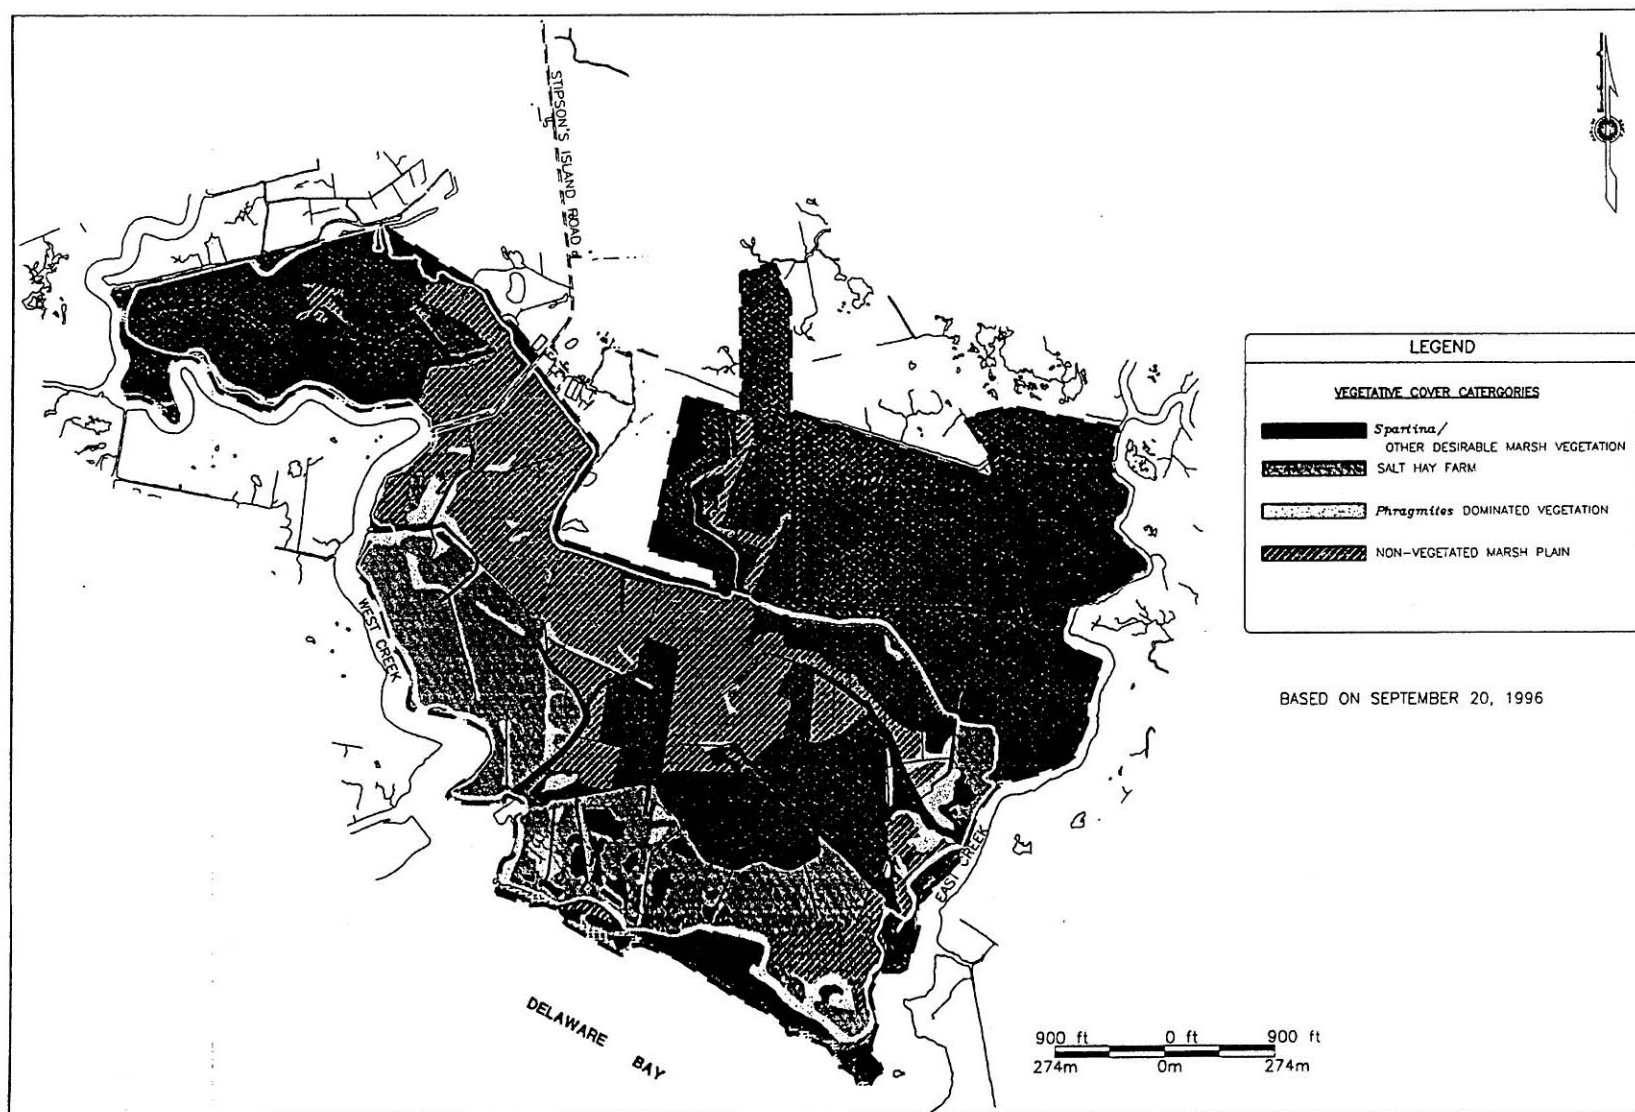 STIPSON'S ISLAND ROAD
LEGEND
VEGETATIVE COVER CATERGORIES
Spartina/
OTHER DESIRABLE MARSH VEGETATION
SALT HAY FARM
Phragmites DOMINATED VEGETATION
NON-VEGETATED MARSH PLAIN
BASED ON SEPTEMBER 20, 1996
WEST CREEK
EAST CREEK
DELAWARE BAY
900 ft 0 ft 900 ft
274m 0m 274m